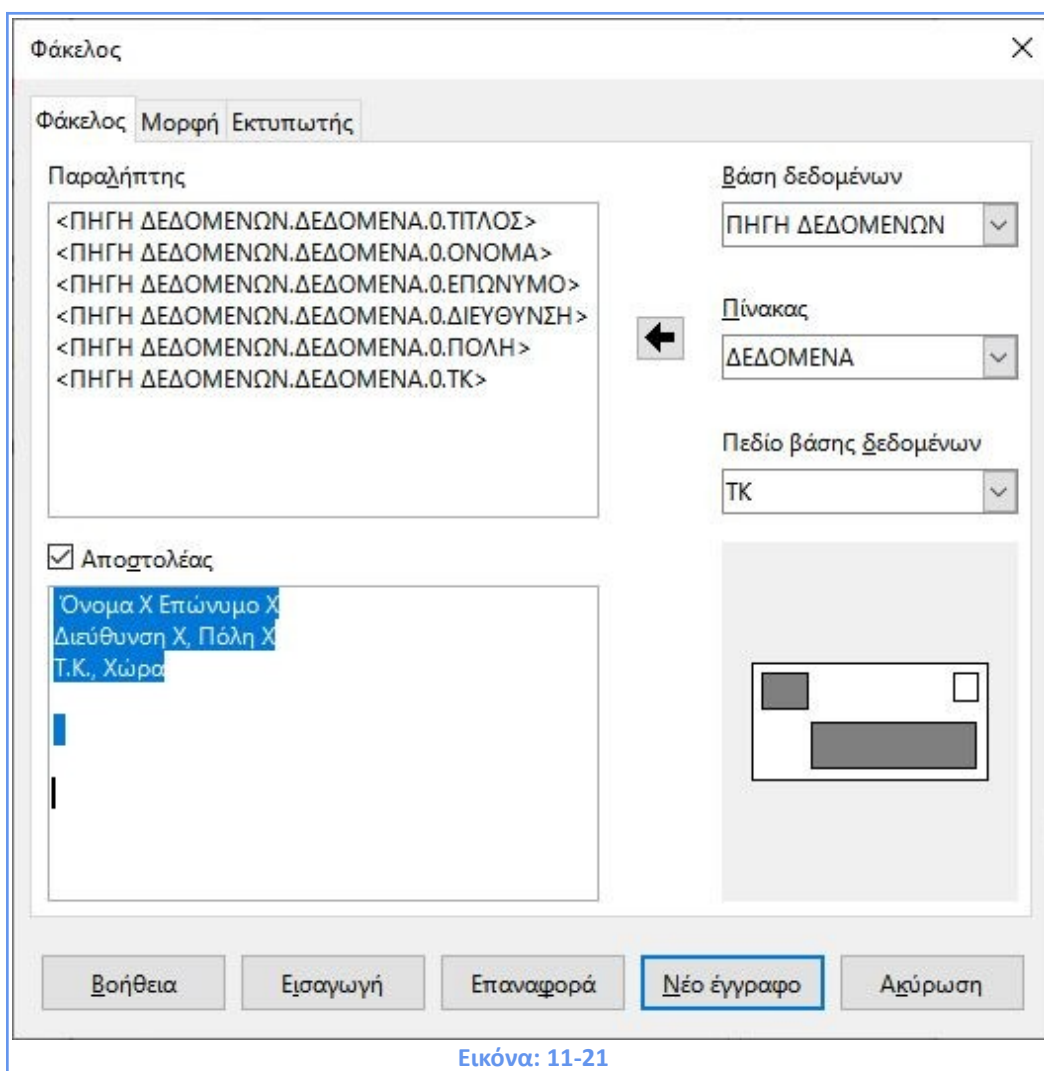 Φάκελος
Φάκελος Μορφή Εκτυπωτής
Παραλήπτης
<ΠΗΓΗ ΔΕΔΟΜΕΝΩΝ.ΔΕΔΟΜΕΝΑ.0.ΤΙΤΛΟΣ>
<ΠΗΓΗ ΔΕΔΟΜΕΝΩΝ.ΔΕΔΟΜΕΝΑ.0.ΟΝΟΜΑ>
<ΠΗΓΗ ΔΕΔΟΜΕΝΩΝ.ΔΕΔΟΜΕΝΑ.0.ΕΠΩΝΥΜΟ>
<ΠΗΓΗ ΔΕΔΟΜΕΝΩΝ.ΔΕΔΟΜΕΝΑ.0.ΔΙΕΥΘΥΝΣΗ>
<ΠΗΓΗ ΔΕΔΟΜΕΝΩΝ.ΔΕΔΟΜΕΝΑ.0.ΠΟΛΗ>
<ΠΗΓΗ ΔΕΔΟΜΕΝΩΝ.ΔΕΔΟΜΕΝΑ.0.ΤΚ>
Βάση δεδομένων
ΠΗΓΗ ΔΕΔΟΜΕΝΩΝ
Πίνακας
ΔΕΔΟΜΕΝΑ
Πεδίο βάσης δεδομένων
ΤΚ
Αποστολέας
Όνομα Χ Επώνυμο Χ
Διεύθυνση Χ, Πόλη Χ
Τ.Κ., Χώρα
Βοήθεια Εισαγωγή Επαναφορά Νέο έγγραφο Ακύρωση
Εικόνα: 11-21